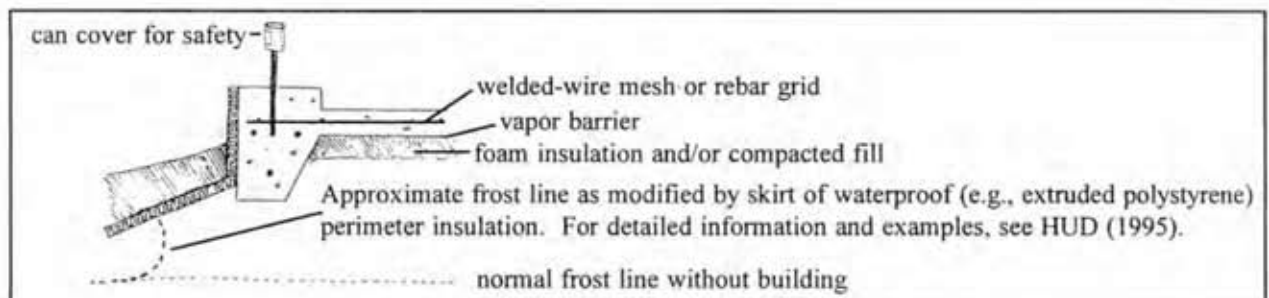 can cover for safety
welded-wire mesh or rebar grid
vapor barrier
foam insulation and/or compacted fill
Approximate frost line as modified by skirt of waterproof (e.g., extruded polystyrene)
perimeter insulation. For detailed information and examples, see HUD (1995).
normal frost line without building